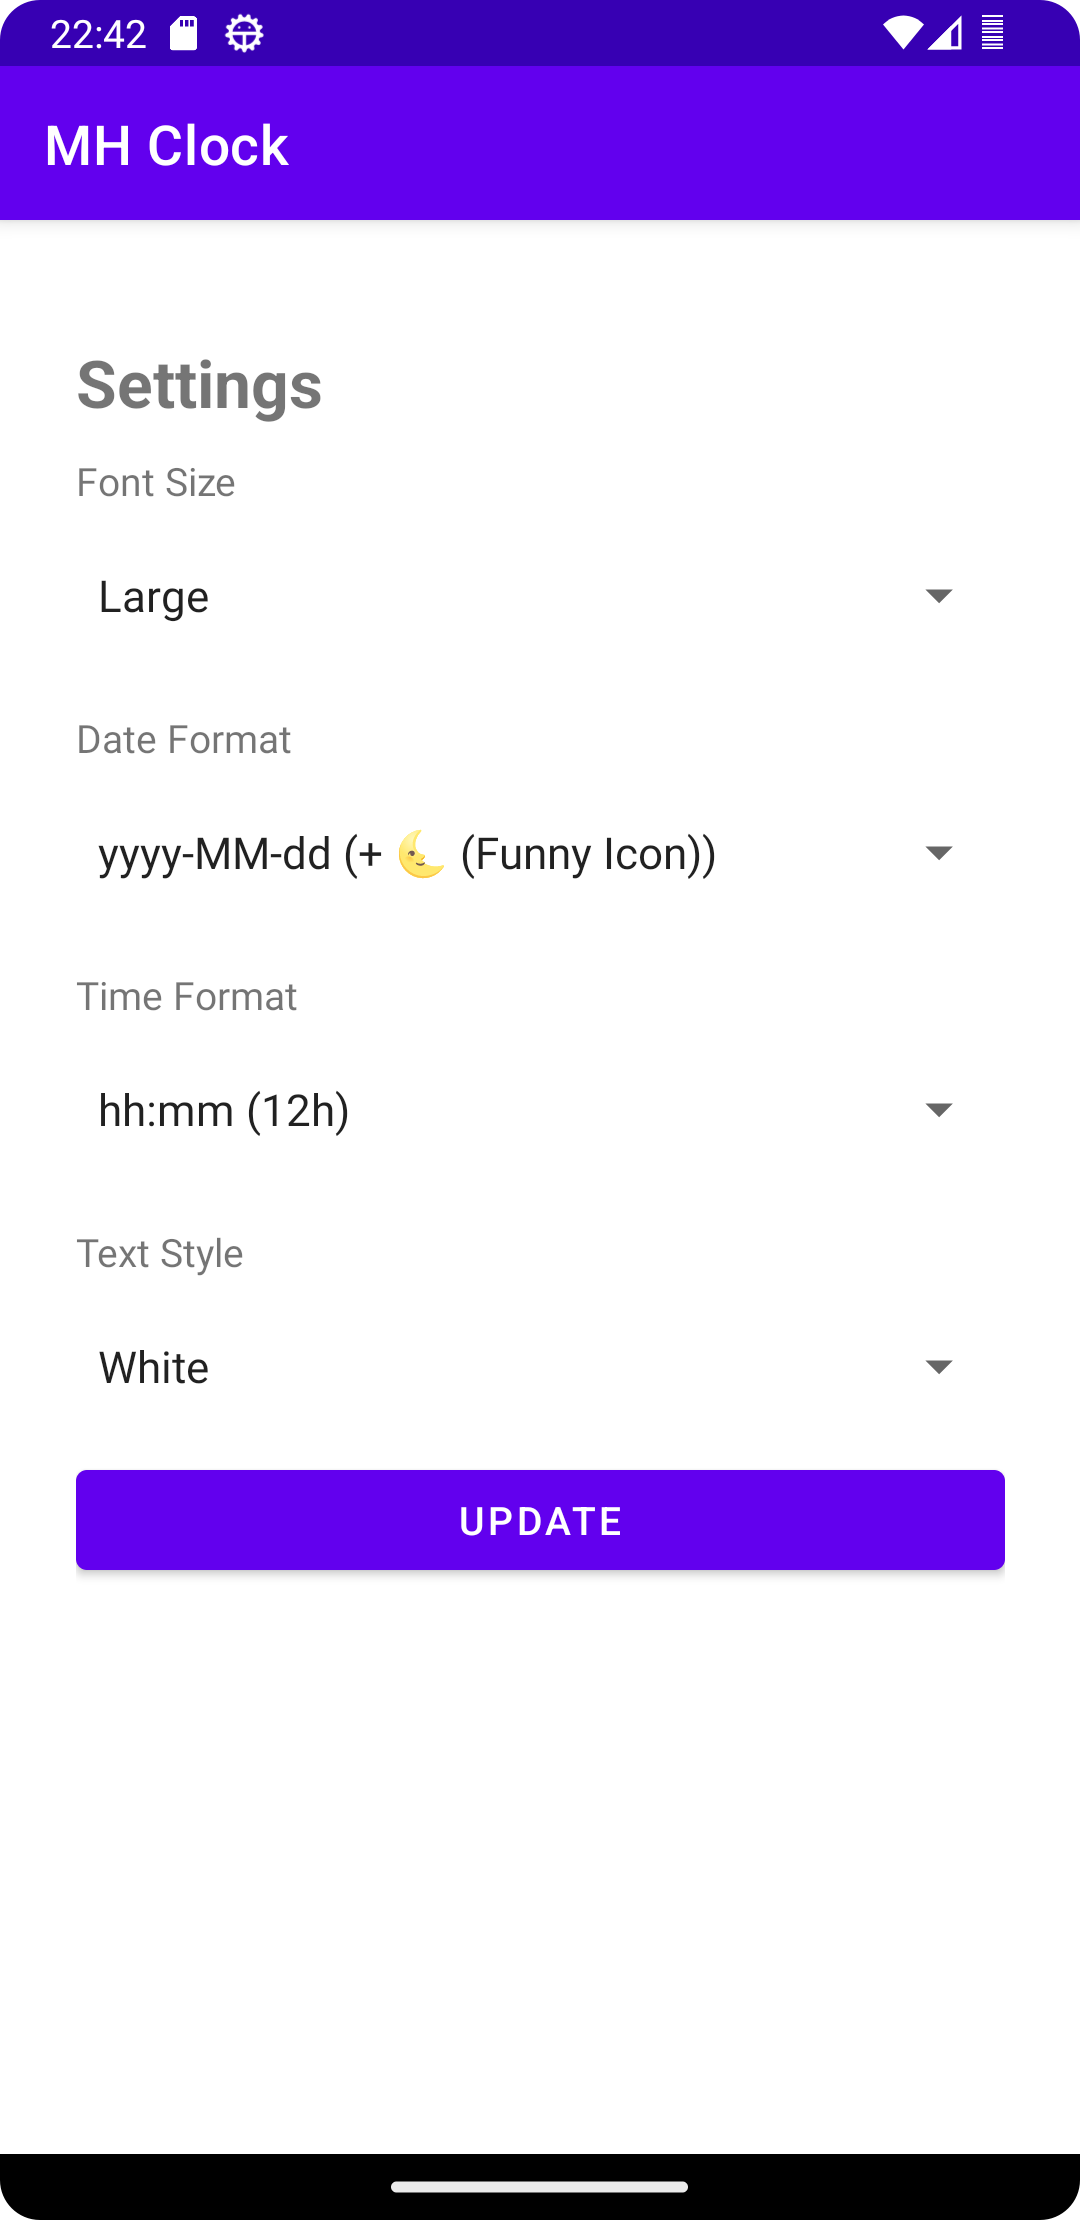 22:42
MH Clock
Settings
Font Size
Large
Date Format
yyyy-MM-dd (+ 🌜 (Funny Icon))
Time Format
hh:mm (12h)
Text Style
White
UPDATE